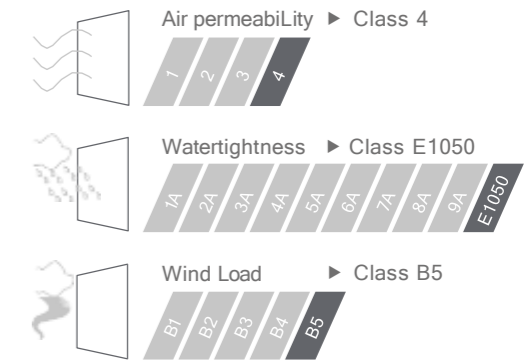 Air permeabiLity ► Class 4
1 2 3 4
Watertightness ► Class E1050
1A 2A 3A 4A 5A 6A 7A 8A 9A E1050
Wind Load ► Class B5
B1 B2 B3 B4 B5